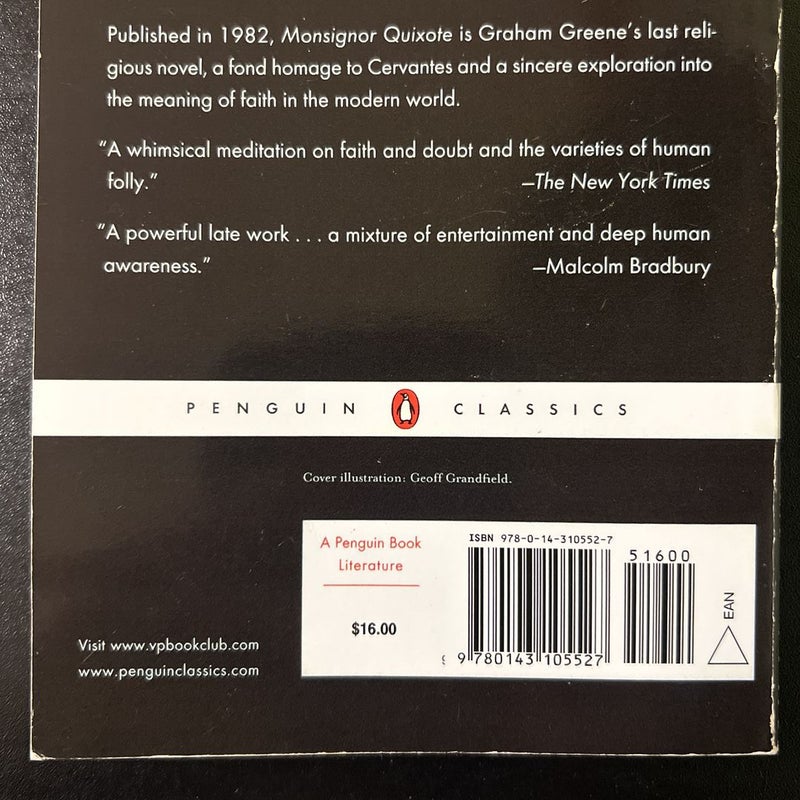 Published in 1982, Monsignor Quixote is Graham Greene's last reli-
gious novel, a fond homage to Cervantes and a sincere exploration into
the meaning of faith in the modern world.
“A whimsical meditation on faith and doubt and the varieties of human
folly.” —The New York Times
“A powerful late work . . . a mixture of entertainment and deep human
awareness.” —Malcolm Bradbury
PENGUIN CLASSICS
Cover illustration: Geoff Grandfield.
A Penguin Book
Literature
$16.00
ISBN 978-0-14-310552-7
51600
9 780143 105527
EAN
Visit www.vpbookclub.com
www.penguinclassics.com